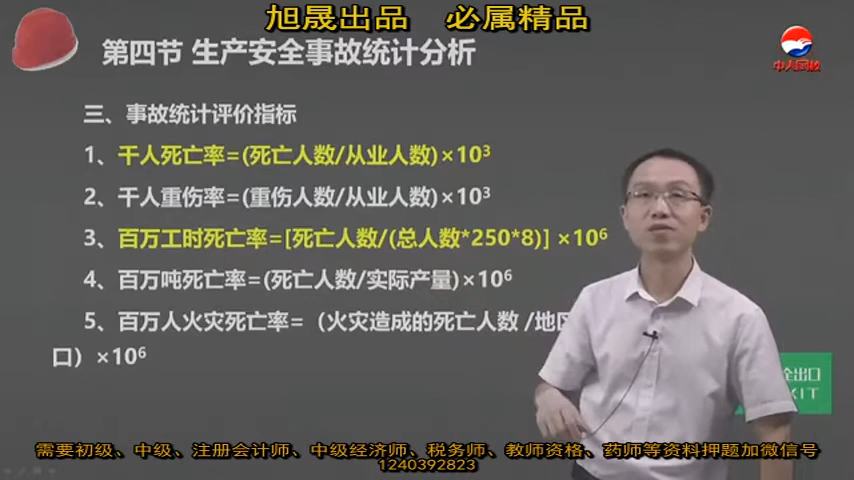 旭晟出品 必属精品
第四节 生产安全事故统计分析
三、事故统计评价指标
1、千人死亡率=(死亡人数/从业人数)×10³
2、千人重伤率=(重伤人数/从业人数)×10³
3、百万工时死亡率=[死亡人数/(总人数*250*8)] ×10⁶
4、百万吨死亡率=(死亡人数/实际产量)×10⁶
5、百万人火灾死亡率=（火灾造成的死亡人数 /地区
口）×10⁶
全出口
XIT
需要初级、中级、注册会计师、中级经济师、税务师、教师资格、药师等资料押题加微信号
1240392823